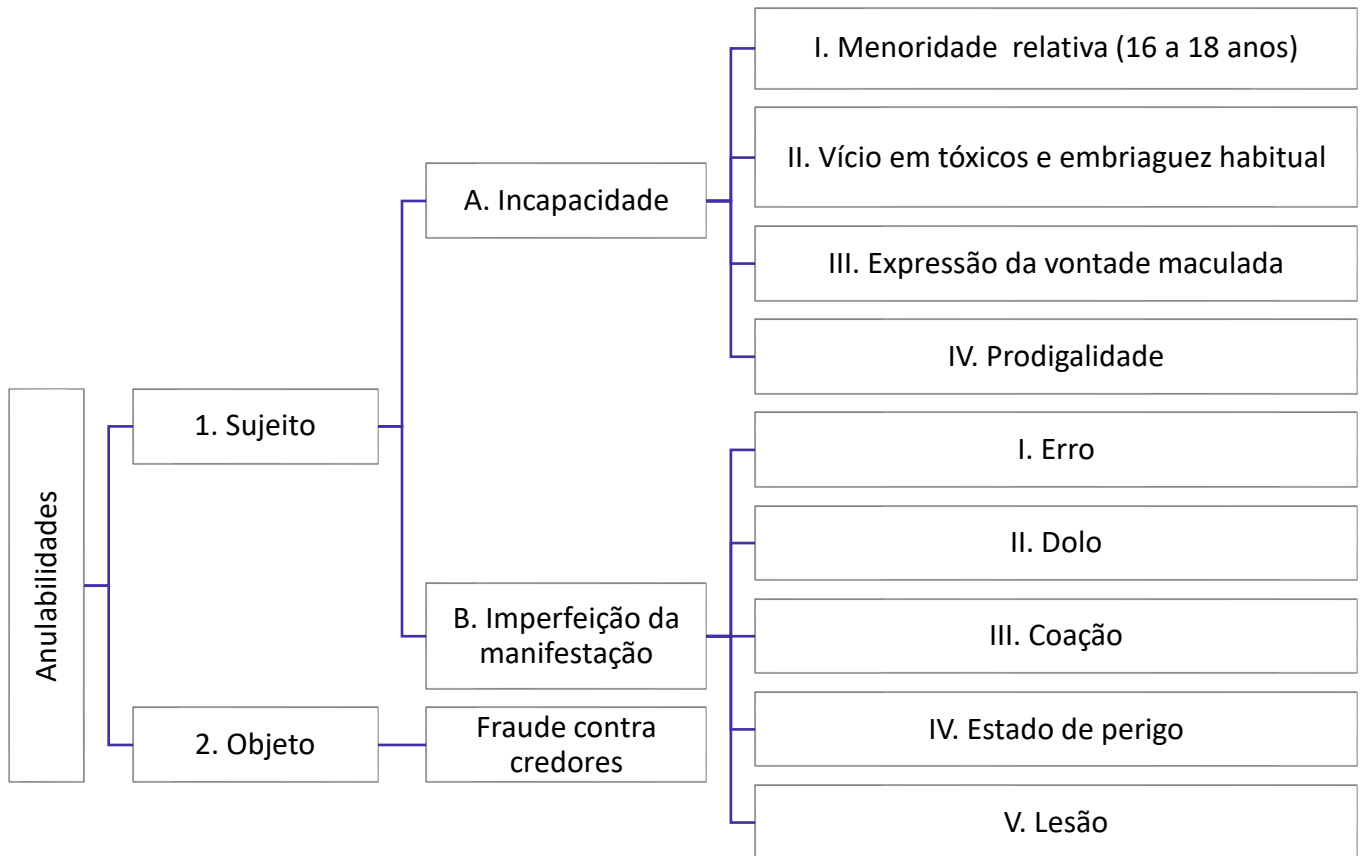 Anulabilidades
1. Sujeito
A. Incapacidade
I. Menoridade relativa (16 a 18 anos)
II. Vício em tóxicos e embriaguez habitual
III. Expressão da vontade maculada
IV. Prodigalidade
B. Imperfeição da
manifestação
I. Erro
II. Dolo
III. Coação
IV. Estado de perigo
V. Lesão
2. Objeto
Fraude contra
credores